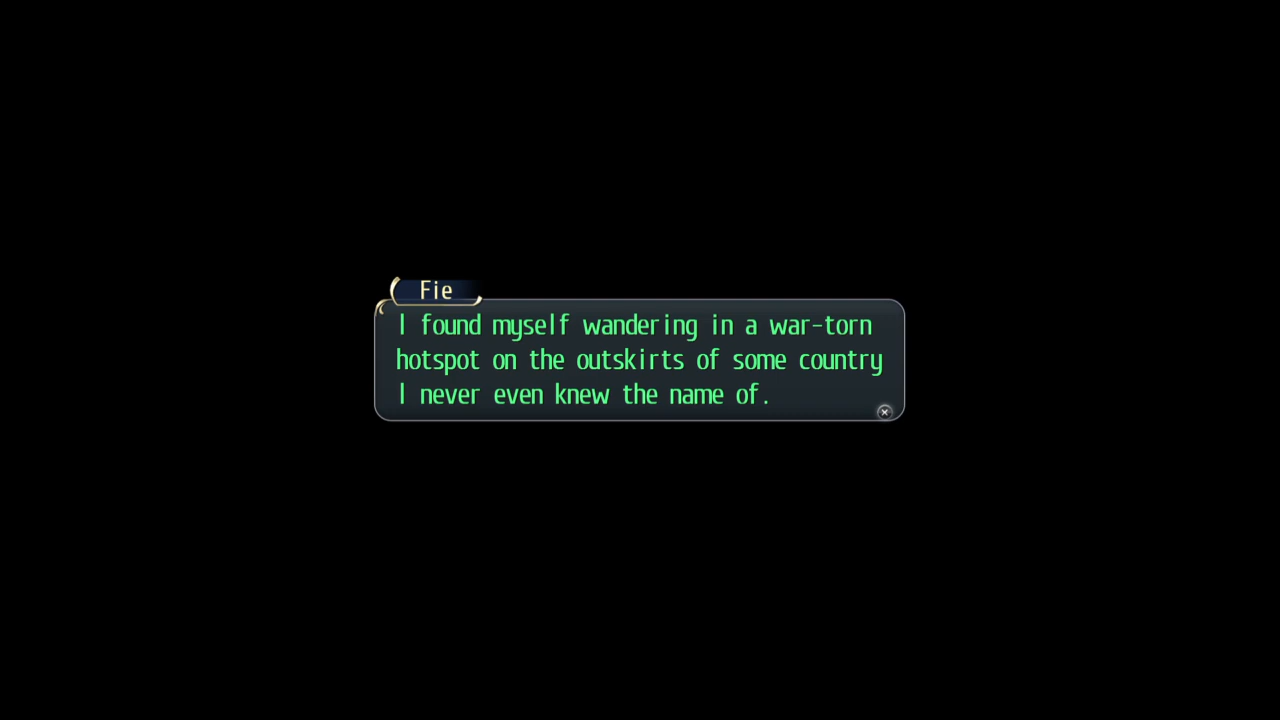 Fie
I found myself wandering in a war-torn
hotspot on the outskirts of some country
I never even knew the name of.